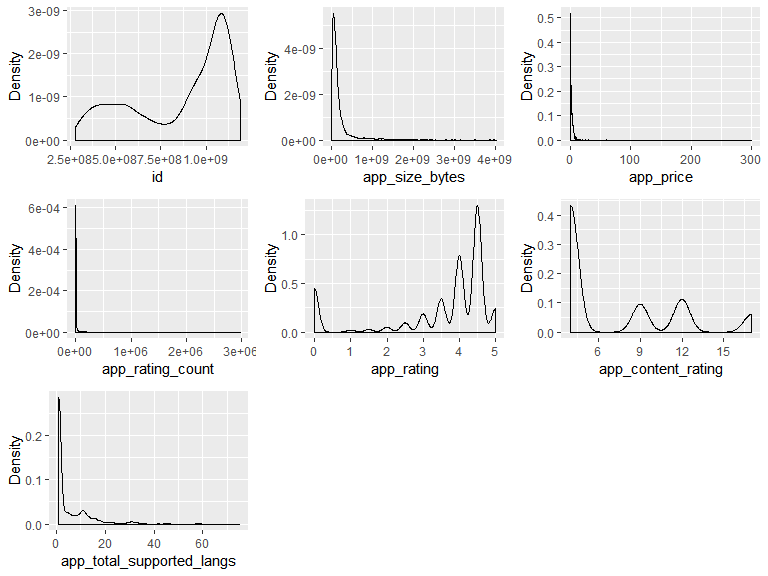 Density
3e-09
2e-09
1e-09
0e+00
2.5e+085.0e+087.5e+081.0e+09
id
Density
4e-09
2e-09
0e+00
0e+00 1e+09 2e+09 3e+09 4e+09
app_size_bytes
Density
0.5
0.4
0.3
0.2
0.1
0.0
0 100 200 300
app_price
Density
6e-04
4e-04
2e-04
0e+00
0e+00 1e+06 2e+06 3e+06
app_rating_count
Density
1.0
0.5
0.0
0 1 2 3 4 5
app_rating
Density
0.4
0.3
0.2
0.1
0.0
6 9 12 15
app_content_rating
Density
0.2
0.1
0.0
0 20 40 60
app_total_supported_langs